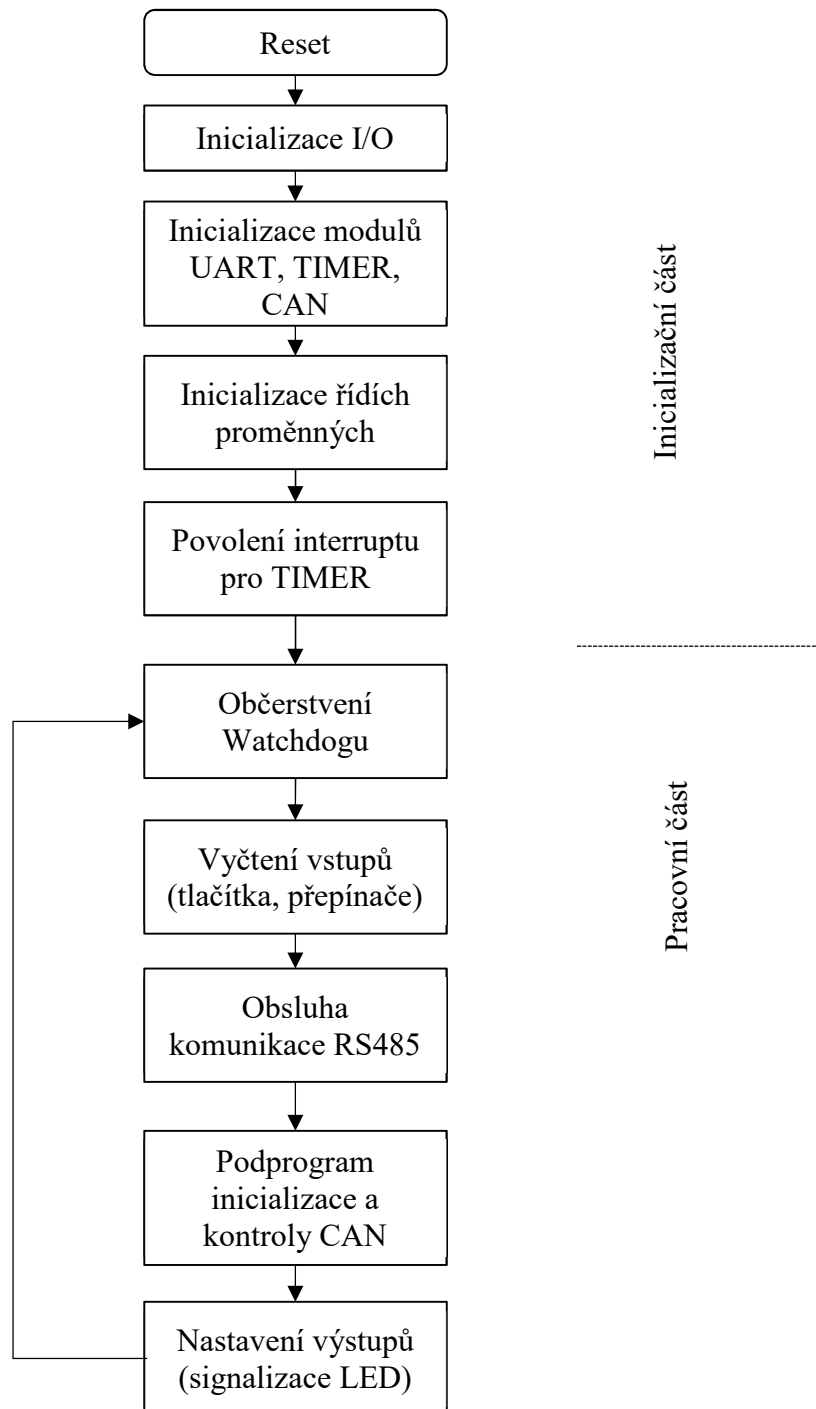 Reset
Inicializace I/O
Inicializace modulů
UART, TIMER,
CAN
Inicializace řídích
proměnných
Povolení interruptu
pro TIMER
Inicializační část
Občerstvení
Watchdogu
Vyčtení vstupů
(tlačítka, přepínače)
Obsluha
komunikace RS485
Podprogram
inicializace a
kontroly CAN
Nastavení výstupů
(signalizace LED)
Pracovní část